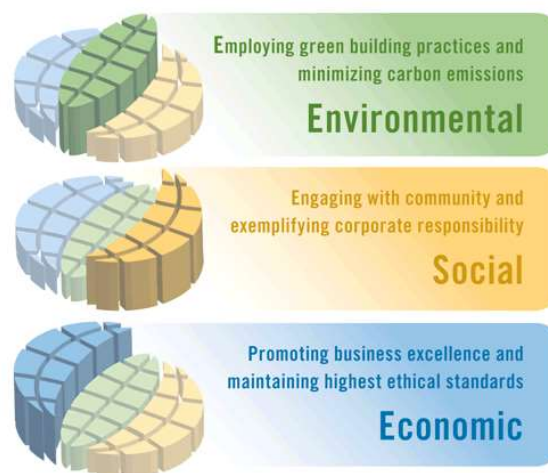 Employing green building practices and
minimizing carbon emissions
Environmental
Engaging with community and
exemplifying corporate responsibility
Social
Promoting business excellence and
maintaining highest ethical standards
Economic